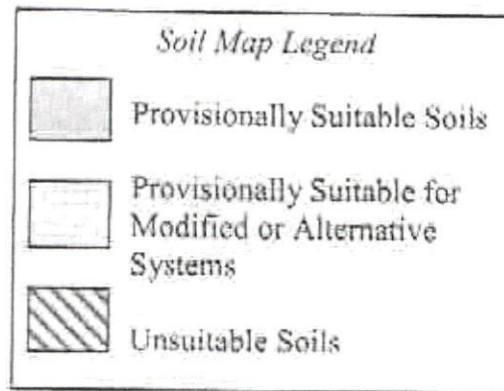 Soil Map Legend
Provisionally Suitable Soils
Provisionally Suitable for
Modified or Alternative
Systems
Unsuitable Soils